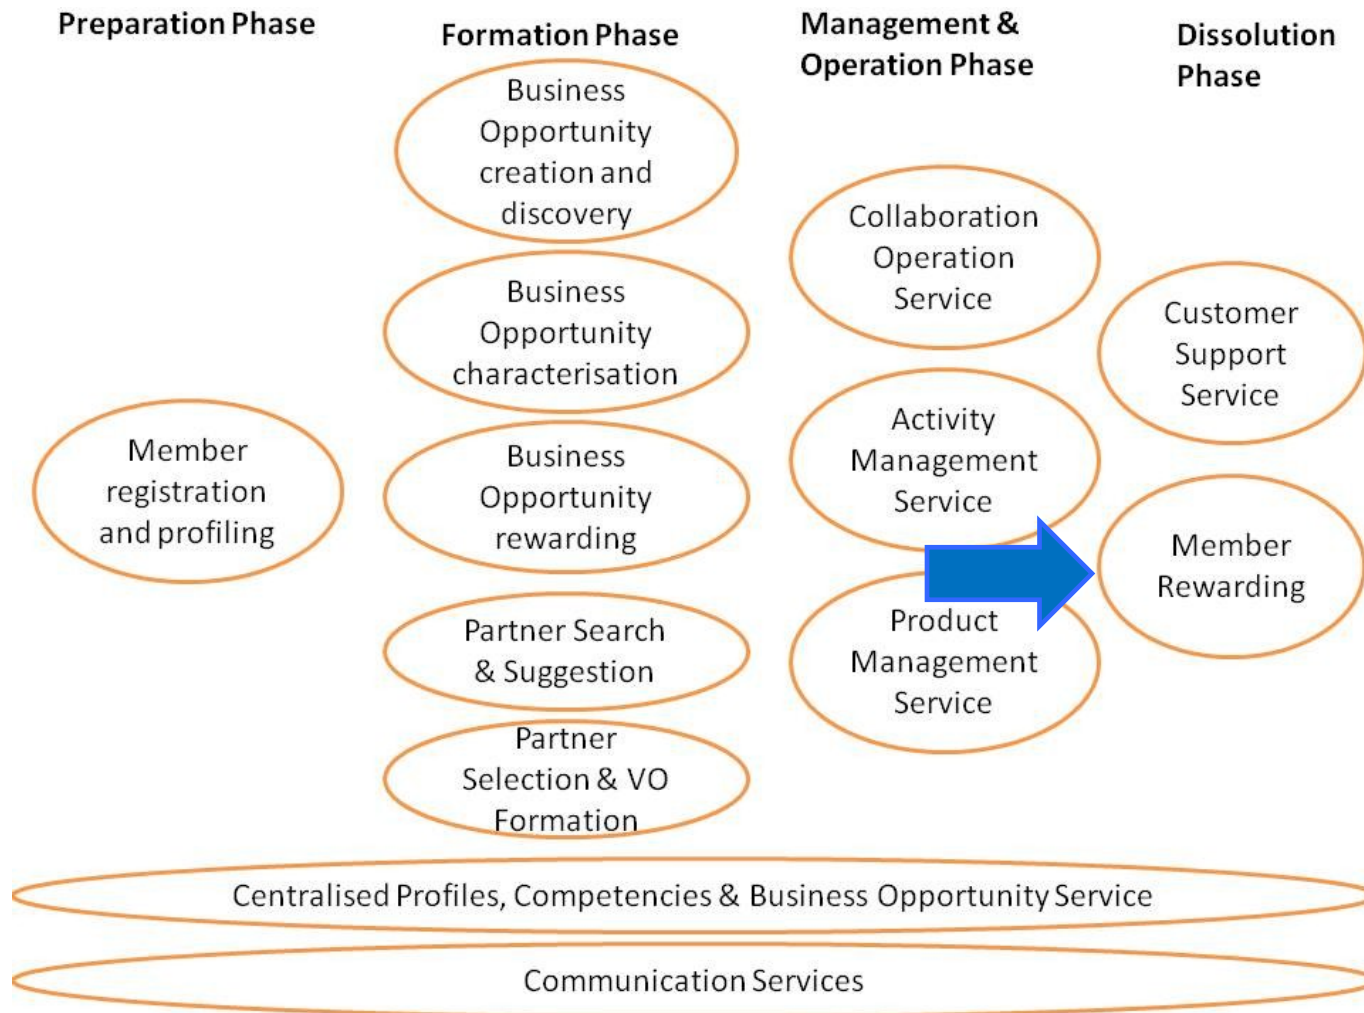 Preparation Phase
Formation Phase
Management &
Operation Phase
Dissolution
Phase
Member
registration
and profiling
Business
Opportunity
creation and
discovery
Business
Opportunity
characterisation
Business
Opportunity
rewarding
Partner Search
& Suggestion
Partner
Selection & VO
Formation
Collaboration
Operation
Service
Activity
Management
Service
Product
Management
Service
Customer
Support
Service
Member
Rewarding
Centralised Profiles, Competencies & Business Opportunity Service
Communication Services